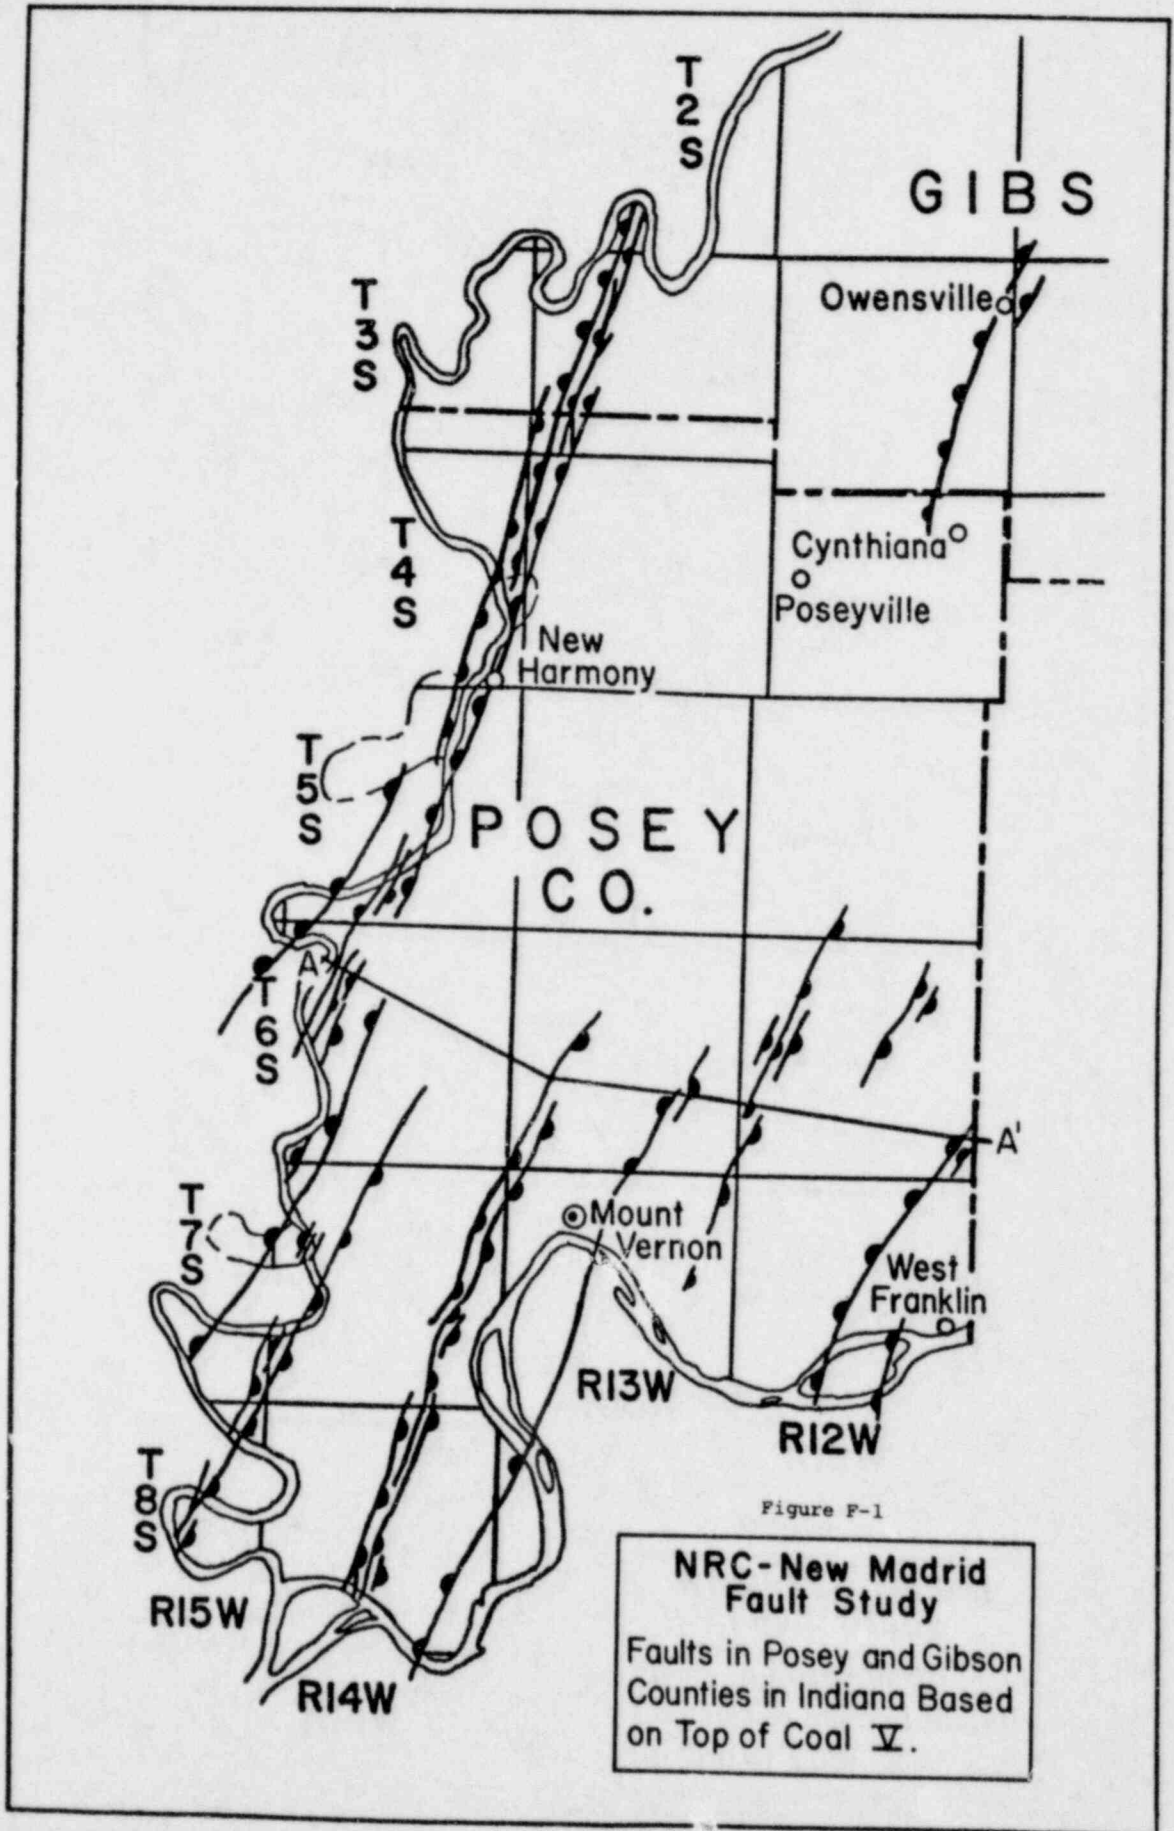 T
2
S
GIBS
Owensville
T
3
S
Cynthiana
Poseyville
T
4
S
New
Harmony
T
5
S
POSEY
CO.
A
T
6
S
A'
T
7
S
Mount
Vernon
West
Franklin
R13W
R12W
T
8
S
R15W
R14W
Figure F-1
NRC-New Madrid
Fault Study
Faults in Posey and Gibson
Counties in Indiana Based
on Top of Coal V.